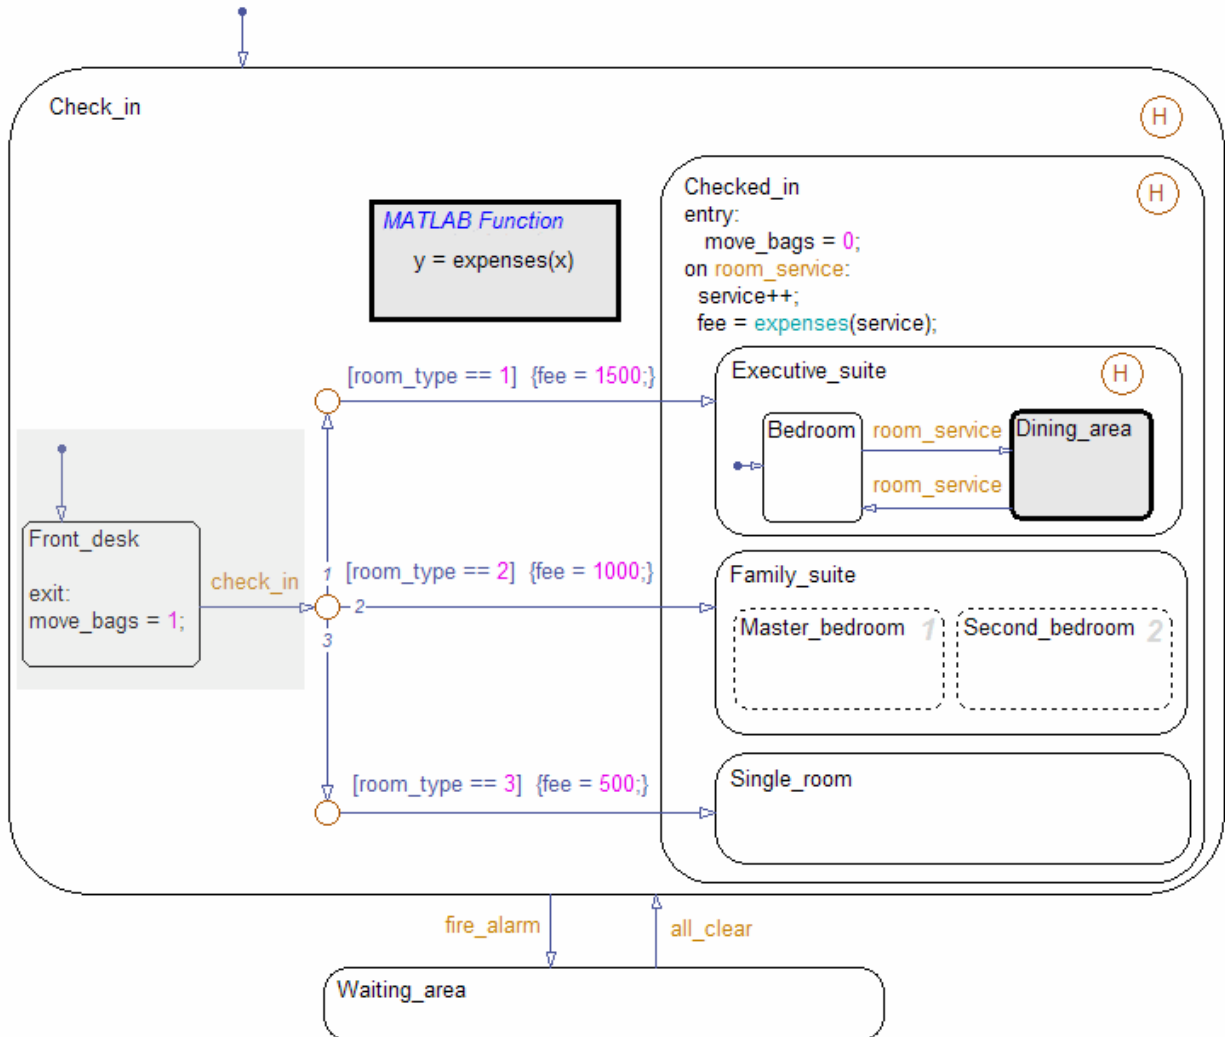 Check_in
H
Checked_in
H
entry:
move_bags = 0;
on room_service:
service++;
fee = expenses(service);
MATLAB Function
y = expenses(x)
[room_type == 1] {fee = 1500;}
Executive_suite
H
Bedroom
room_service
Dining_area
room_service
Front_desk
exit:
move_bags = 1;
check_in
1
2
3
[room_type == 2] {fee = 1000;}
Family_suite
Master_bedroom 1
Second_bedroom 2
[room_type == 3] {fee = 500;}
Single_room
fire_alarm
all_clear
Waiting_area